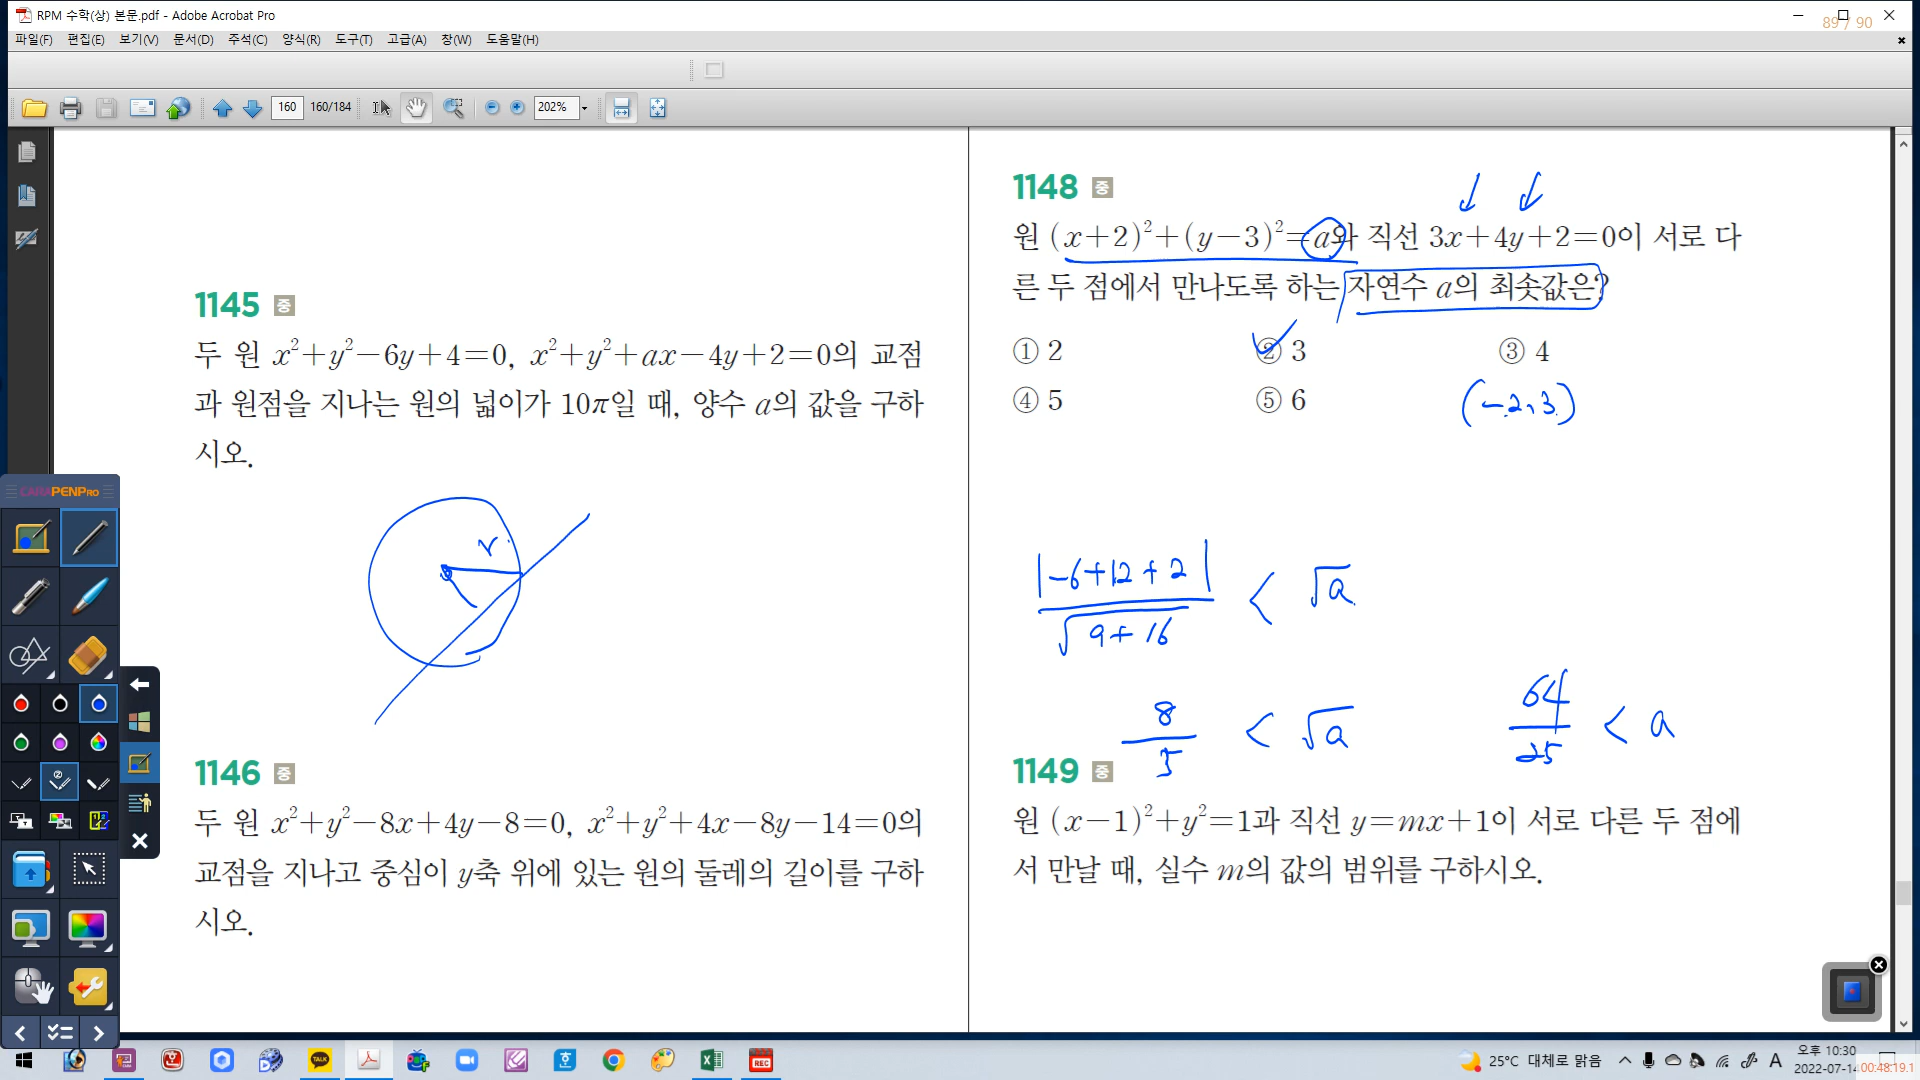 RPM 수학(상) 본문.pdf - Adobe Acrobat Pro
89 / 90
파일(F) 편집(E) 보기(V) 문서(D) 주석(C) 양식(R) 도구(T) 고급(A) 창(W) 도움말(H)
160 160/184 202%
1145 중
두 원 x²+y²-6y+4=0, x²+y²+ax-4y+2=0의 교점
과 원점을 지나는 원의 넓이가 10π일 때, 양수 a의 값을 구하
시오.
r
1146 중
두 원 x²+y²-8x+4y-8=0, x²+y²+4x-8y-14=0의
교점을 지나고 중심이 y축 위에 있는 원의 둘레의 길이를 구하
시오.
1148 중
원 (x+2)²+(y-3)²=a와 직선 3x+4y+2=0이 서로 다
른 두 점에서 만나도록 하는 자연수 a의 최솟값은?
① 2 ② 3 ③ 4
④ 5 ⑤ 6
(-2, 3)
|-6+12+2| / √9+16 < √a
8/5 < √a
64/25 < a
1149 중
원 (x-1)²+y²=1과 직선 y=mx+1이 서로 다른 두 점에
서 만날 때, 실수 m의 값의 범위를 구하시오.
CARAPENPRO
TALK
REC
25°C 대체로 맑음
A
오후 10:30
2022-07-14
00:48:19.1